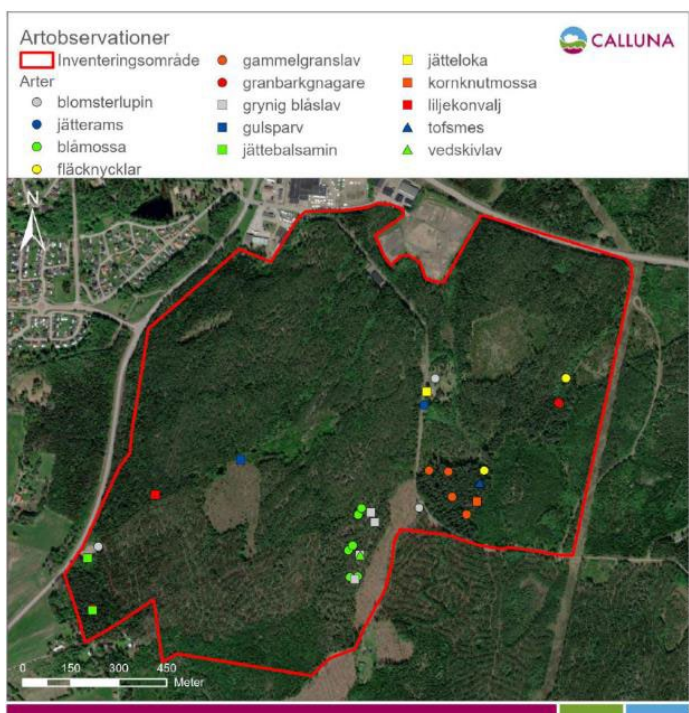 Artobservationer
CALLUNA
Inventeringsområde
Arter
blomsterlupin
jätterams
blåmossa
fläcknycklar
gammelgranslav
granbarkgnagare
grynig blåslav
gulsparv
jättebalsamin
jätteloka
kornknutmossa
liljekonvalj
tofsmes
vedskivlav
N
0 150 300 450
Meter